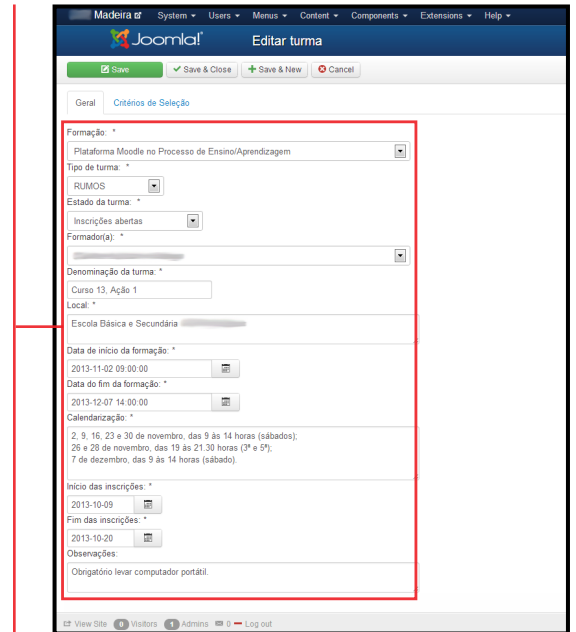 Madeira System Users Menus Content Components Extensions Help
Joomla!® Editar turma
Save Save & Close Save & New Cancel
Geral Critérios de Seleção
Formação: *
Plataforma Moodle no Processo de Ensino/Aprendizagem
Tipo de turma: *
RUMOS
Estado da turma: *
Inscrições abertas
Formador(a): *
Denominação da turma: *
Curso 13, Ação 1
Local: *
Escola Básica e Secundária
Data de início da formação: *
2013-11-02 09:00:00
Data do fim da formação: *
2013-12-07 14:00:00
Calendarização: *
2, 9, 16, 23 e 30 de novembro, das 9 às 14 horas (sábados);
26 e 28 de novembro, das 19 às 21.30 horas (3ª e 5ª);
7 de dezembro, das 9 às 14 horas (sábado).
Início das inscrições: *
2013-10-09
Fim das inscrições: *
2013-10-20
Observações:
Obrigatório levar computador portátil.
View Site 0 Visitors 1 Admins 0 Log out